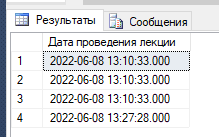 Результаты Сообщения
Дата проведения лекции
1 2022-06-08 13:10:33.000
2 2022-06-08 13:10:33.000
3 2022-06-08 13:10:33.000
4 2022-06-08 13:27:28.000